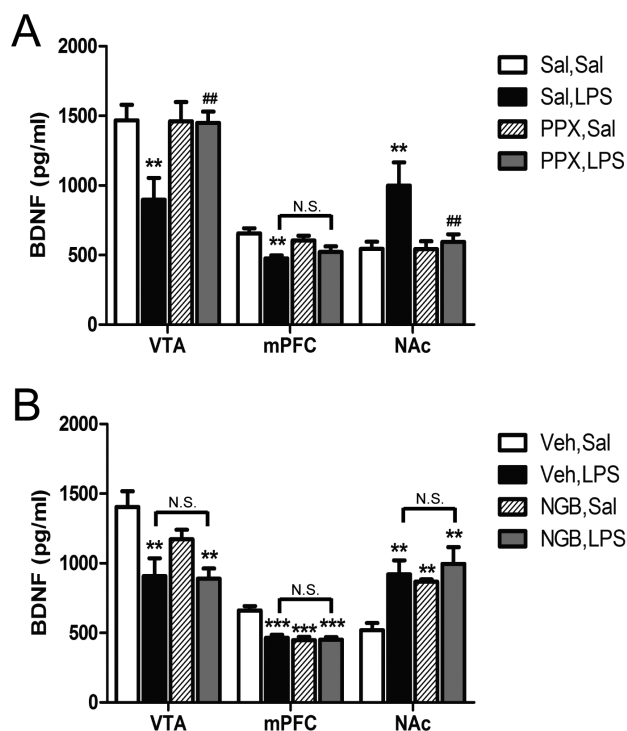 A
2000
1500
1000
500
0
BDNF (pg/ml)
##
**
N.S.
**
**
##
VTA
mPFC
NAc
Sal,Sal
Sal,LPS
PPX,Sal
PPX,LPS
B
2000
1500
1000
500
0
BDNF (pg/ml)
N.S.
**
**
N.S.
***
***
***
N.S.
**
**
**
VTA
mPFC
NAc
Veh,Sal
Veh,LPS
NGB,Sal
NGB,LPS